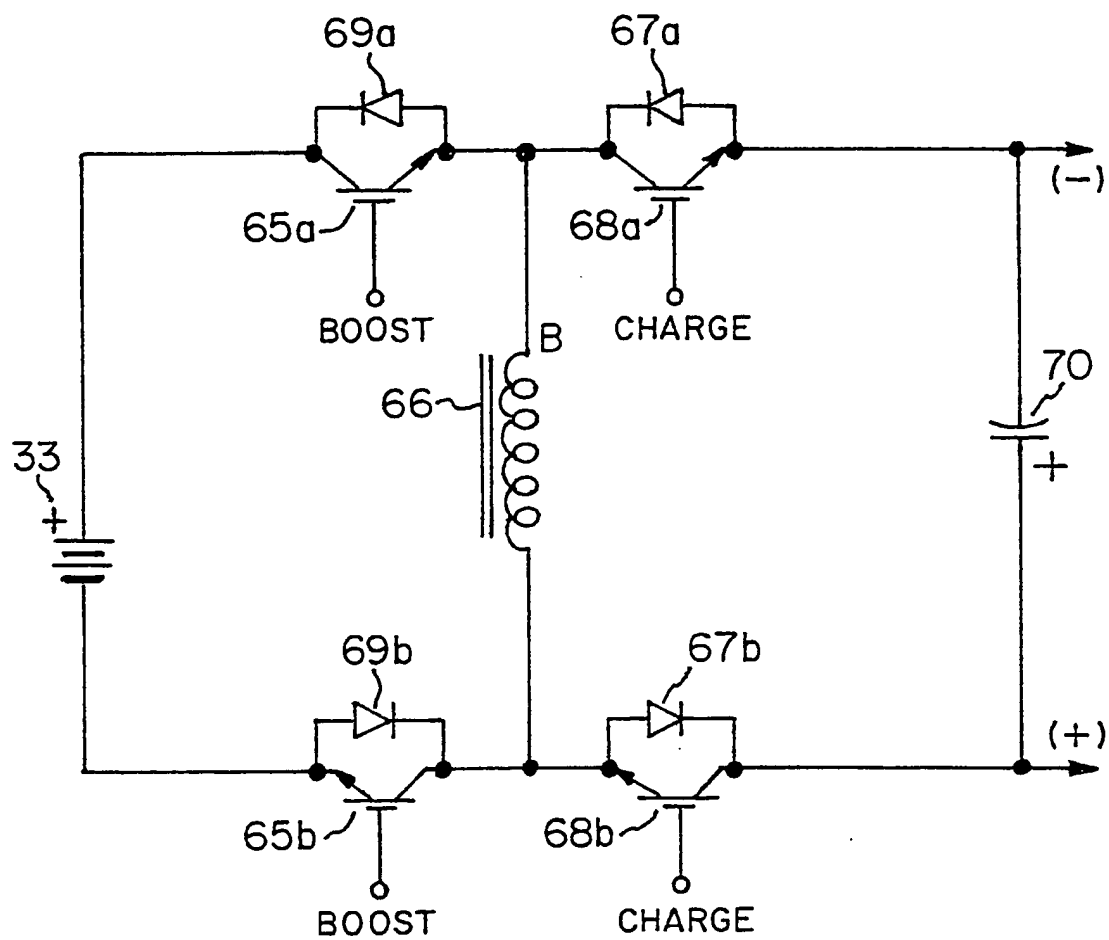 69a
67a
(-)
65a
68a
BOOST
CHARGE
B
66
70
+
33
+
69b
67b
(+)
65b
68b
BOOST
CHARGE